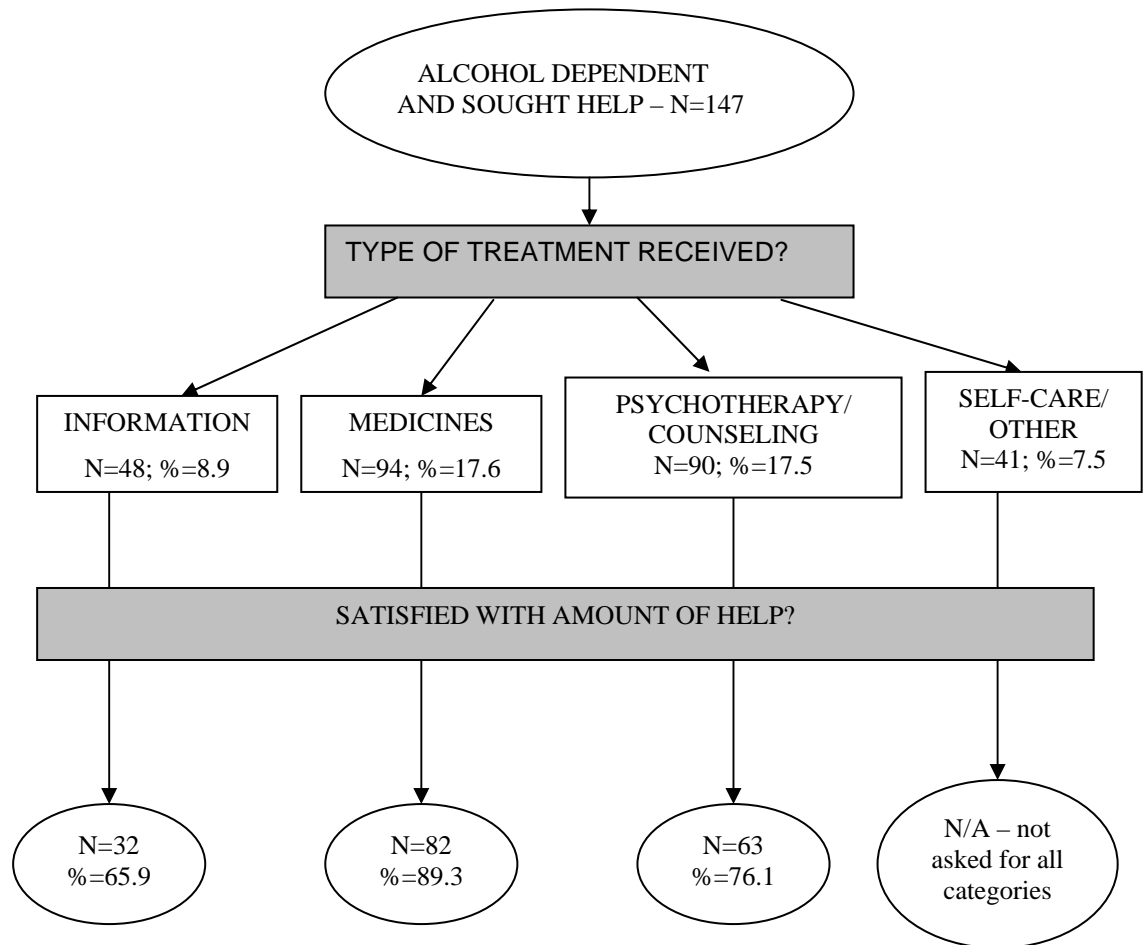 ALCOHOL DEPENDENT
AND SOUGHT HELP – N=147
TYPE OF TREATMENT RECEIVED?
INFORMATION
N=48; %=8.9
MEDICINES
N=94; %=17.6
PSYCHOTHERAPY/
COUNSELING
N=90; %=17.5
SELF-CARE/
OTHER
N=41; %=7.5
SATISFIED WITH AMOUNT OF HELP?
N=32
%=65.9
N=82
%=89.3
N=63
%=76.1
N/A – not
asked for all
categories